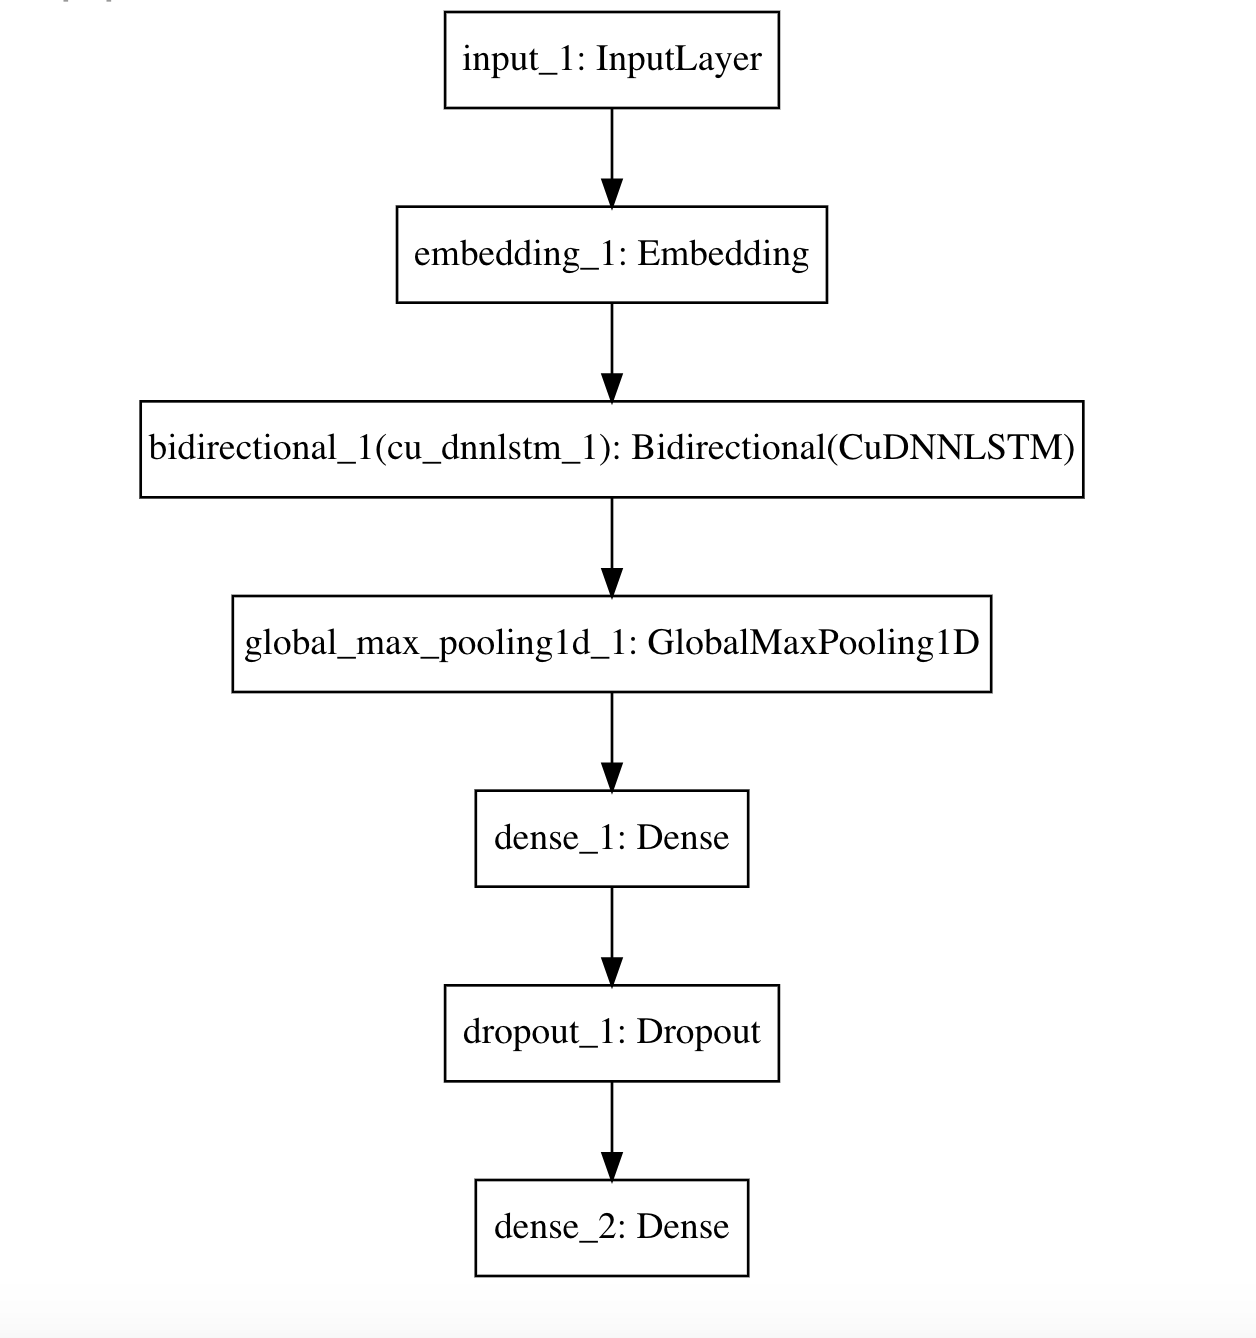 input_1: InputLayer
embedding_1: Embedding
bidirectional_1(cu_dnnlstm_1): Bidirectional(CuDNNLSTM)
global_max_pooling1d_1: GlobalMaxPooling1D
dense_1: Dense
dropout_1: Dropout
dense_2: Dense